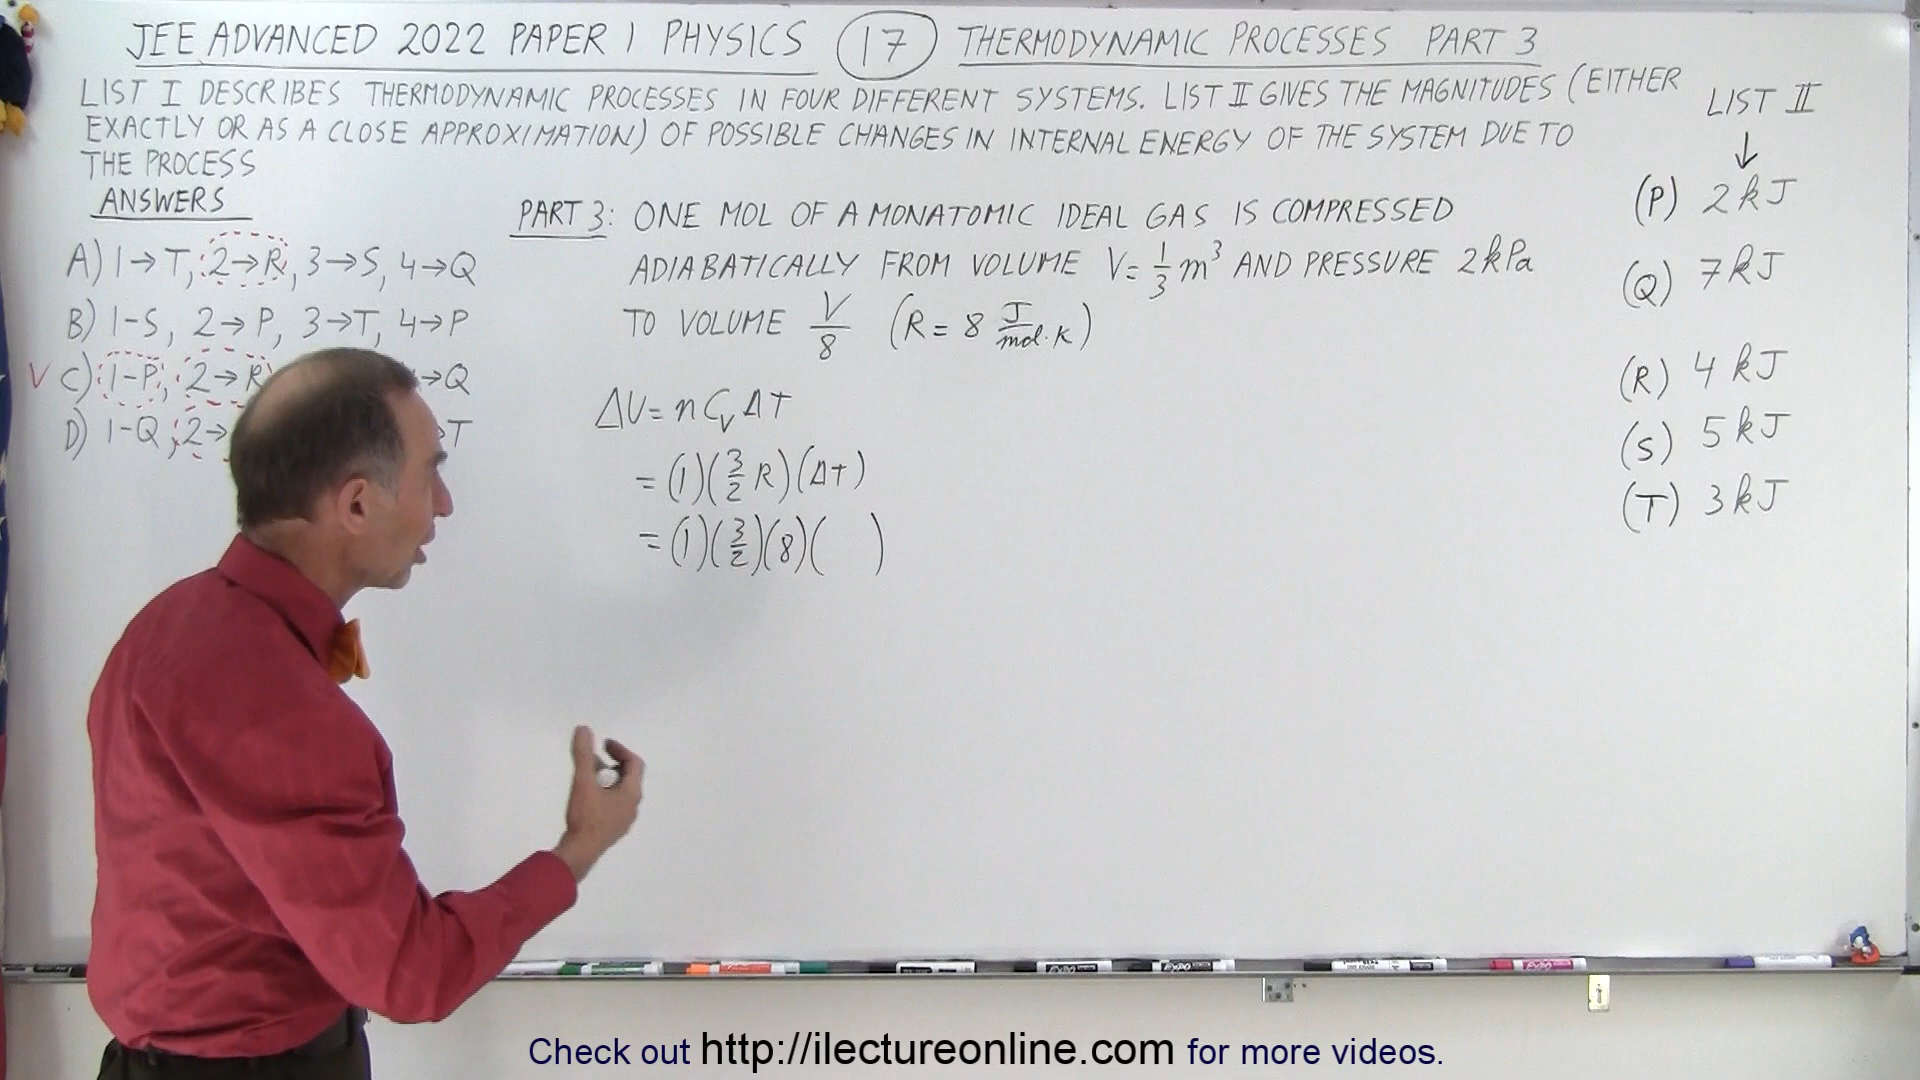 JEE ADVANCED 2022 PAPER 1 PHYSICS 17 THERMODYNAMIC PROCESSES PART 3
LIST I DESCRIBES THERMODYNAMIC PROCESSES IN FOUR DIFFERENT SYSTEMS. LIST II GIVES THE MAGNITUDES (EITHER
EXACTLY OR AS A CLOSE APPROXIMATION) OF POSSIBLE CHANGES IN INTERNAL ENERGY OF THE SYSTEM DUE TO
THE PROCESS
ANSWERS
A) 1→T, 2→R, 3→S, 4→Q
B) 1-S, 2→P, 3→T, 4→P
V C) 1-P, 2→R →Q
D) 1-Q, 2→ →T
PART 3: ONE MOL OF A MONATOMIC IDEAL GAS IS COMPRESSED
ADIABATICALLY FROM VOLUME V = 1/3 m³ AND PRESSURE 2kPa
TO VOLUME V/8 (R = 8 J/mol·K)
ΔU = n Cv ΔT
= (1)(3/2 R)(ΔT)
= (1)(3/2)(8)( )
LIST II
↓
(P) 2 kJ
(Q) 7 kJ
(R) 4 kJ
(S) 5 kJ
(T) 3 kJ
EXPO
EXPO
Check out http://ilectureonline.com for more videos.